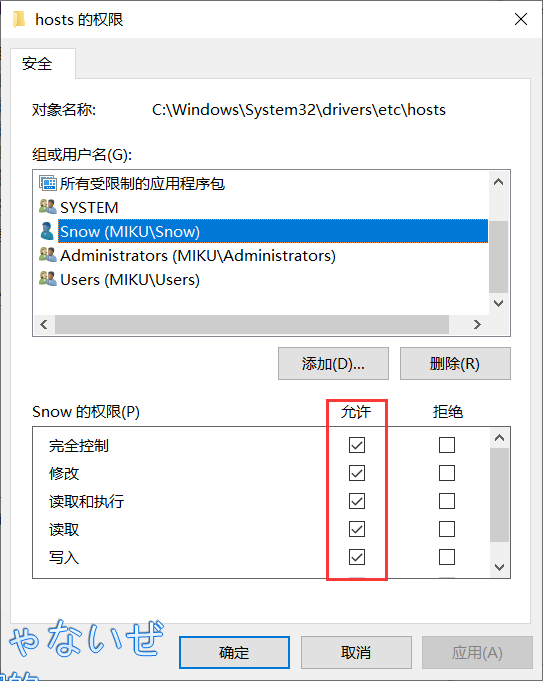 hosts 的权限
安全
对象名称: C:\Windows\System32\drivers\etc\hosts
组或用户名(G):
所有受限制的应用程序包
SYSTEM
Snow (MIKU\Snow)
Administrators (MIKU\Administrators)
Users (MIKU\Users)
添加(D)... 删除(R)
Snow 的权限(P) 允许 拒绝
完全控制
修改
读取和执行
读取
写入
ゃないぜ
确定 取消 应用(A)